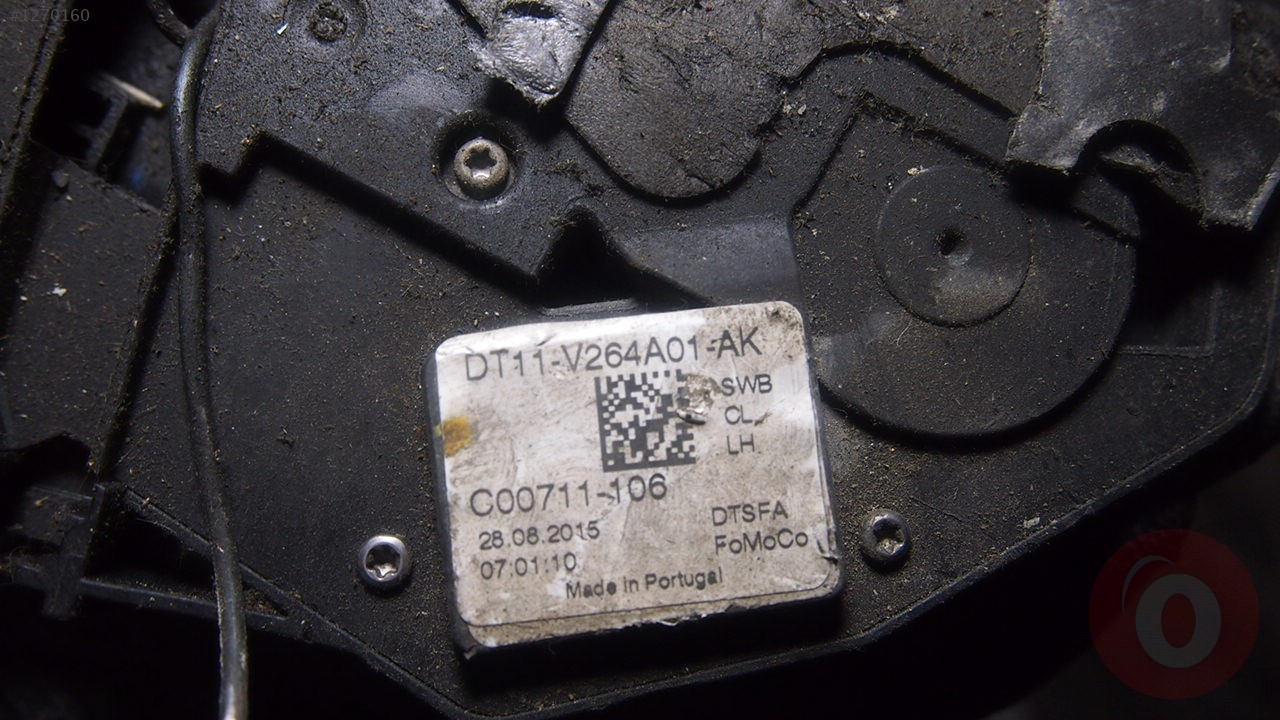 #1270160
DT11-V264A01-AK
SWB
CL
LH
C00711-106
28.08.2015
07:01:10
DTSFA
FoMoCo
Made in Portugal
O